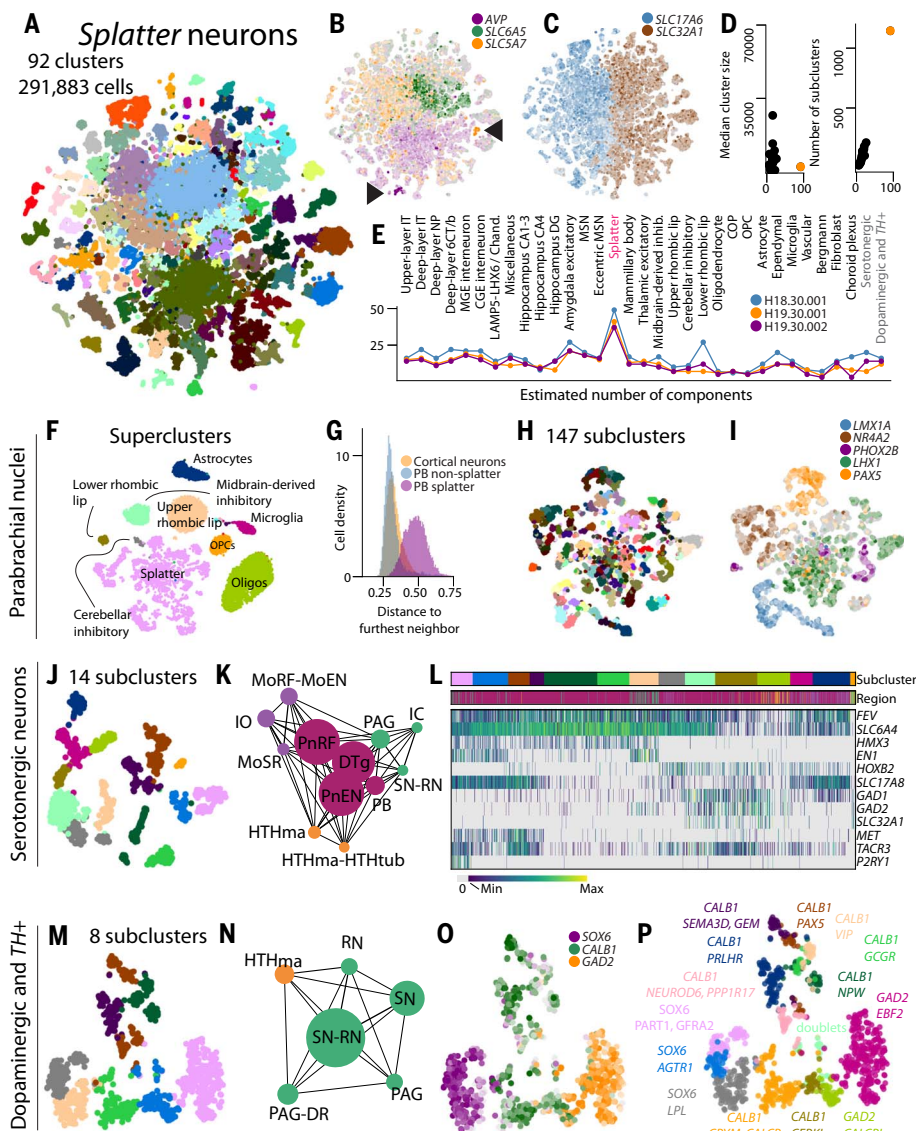 A
Splatter neurons
92 clusters
291,883 cells
B
AVP
SLC6A5
SLC5A7
C
SLC17A6
SLC32A1
D
Median cluster size
70000
35000
0
0 100
Number of subclusters
1000
500
0 100
E
Upper-layer IT
Deep-layer IT
Deep-layer NP
Deep-layer 6CT/b
MGE interneuron
CGE interneuron
LAMP5-LHX6 / Chand.
Miscellaneous
Hippocampus CA1-3
Hippocampus CA4
Hippocampus DG
Amygdala excitatory
MSN
Eccentric MSN
Splatter
Mammillary body
Thalamic excitatory
Midbrain-derived inhib.
Upper rhombic lip
Cerebellar inhibitory
Lower rhombic lip
Oligodendrocyte
COP
OPC
Astrocyte
Ependymal
Microglia
Vascular
Bergmann
Fibroblast
Choroid plexus
Serotonergic
Dopaminergic and TH+
H18.30.001
H19.30.001
H19.30.002
50
25
Estimated number of components
Parabrachial nuclei
F
Superclusters
Astrocytes
Lower rhombic
lip
Midbrain-derived
inhibitory
Upper
rhombic lip
Microglia
OPCs
Splatter
Oligos
Cerebellar
inhibitory
G
10
Cortical neurons
PB non-splatter
PB splatter
Cell density
0
0.25 0.50 0.75
Distance to
furthest neighbor
H
147 subclusters
I
LMX1A
NR4A2
PHOX2B
LHX1
PAX5
Serotonergic neurons
J
14 subclusters
K
MoRF-MoEN
IO
PAG
IC
PnRF
MoSR
DTg
SN-RN
PnEN
PB
HTHma
HTHma-HTHtub
L
Subcluster
Region
FEV
SLC6A4
HMX3
EN1
HOXB2
SLC17A8
GAD1
GAD2
SLC32A1
MET
TACR3
P2RY1
0 Min Max
Dopaminergic and TH+
M
8 subclusters
N
RN
HTHma
SN
SN-RN
PAG
PAG-DR
O
SOX6
CALB1
GAD2
P
CALB1
SEMA3D, GEM
CALB1
PAX5
CALB1
VIP
CALB1
PRLHR
CALB1
GCGR
CALB1
NEUROD6, PPP1R17
CALB1
NPW
SOX6
PART1, GFRA2
GAD2
EBF2
doublets
SOX6
AGTR1
SOX6
LPL
CALB1
CALB1
GAD2